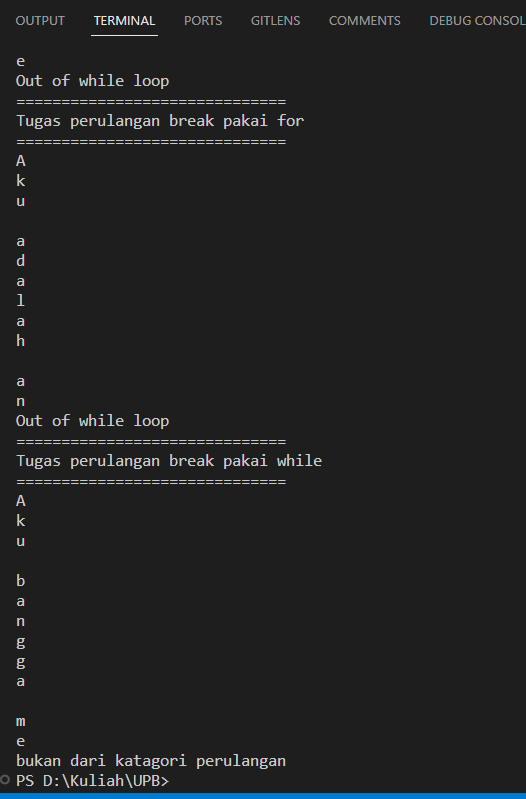 OUTPUT TERMINAL PORTS GITLENS COMMENTS DEBUG CONSOL
e
Out of while loop
==============================
Tugas perulangan break pakai for
==============================
A
k
u

a
d
a
l
a
h

a
n
Out of while loop
==============================
Tugas perulangan break pakai while
==============================
A
k
u

b
a
n
g
g
a

m
e
bukan dari katagori perulangan
PS D:\Kuliah\UPB>